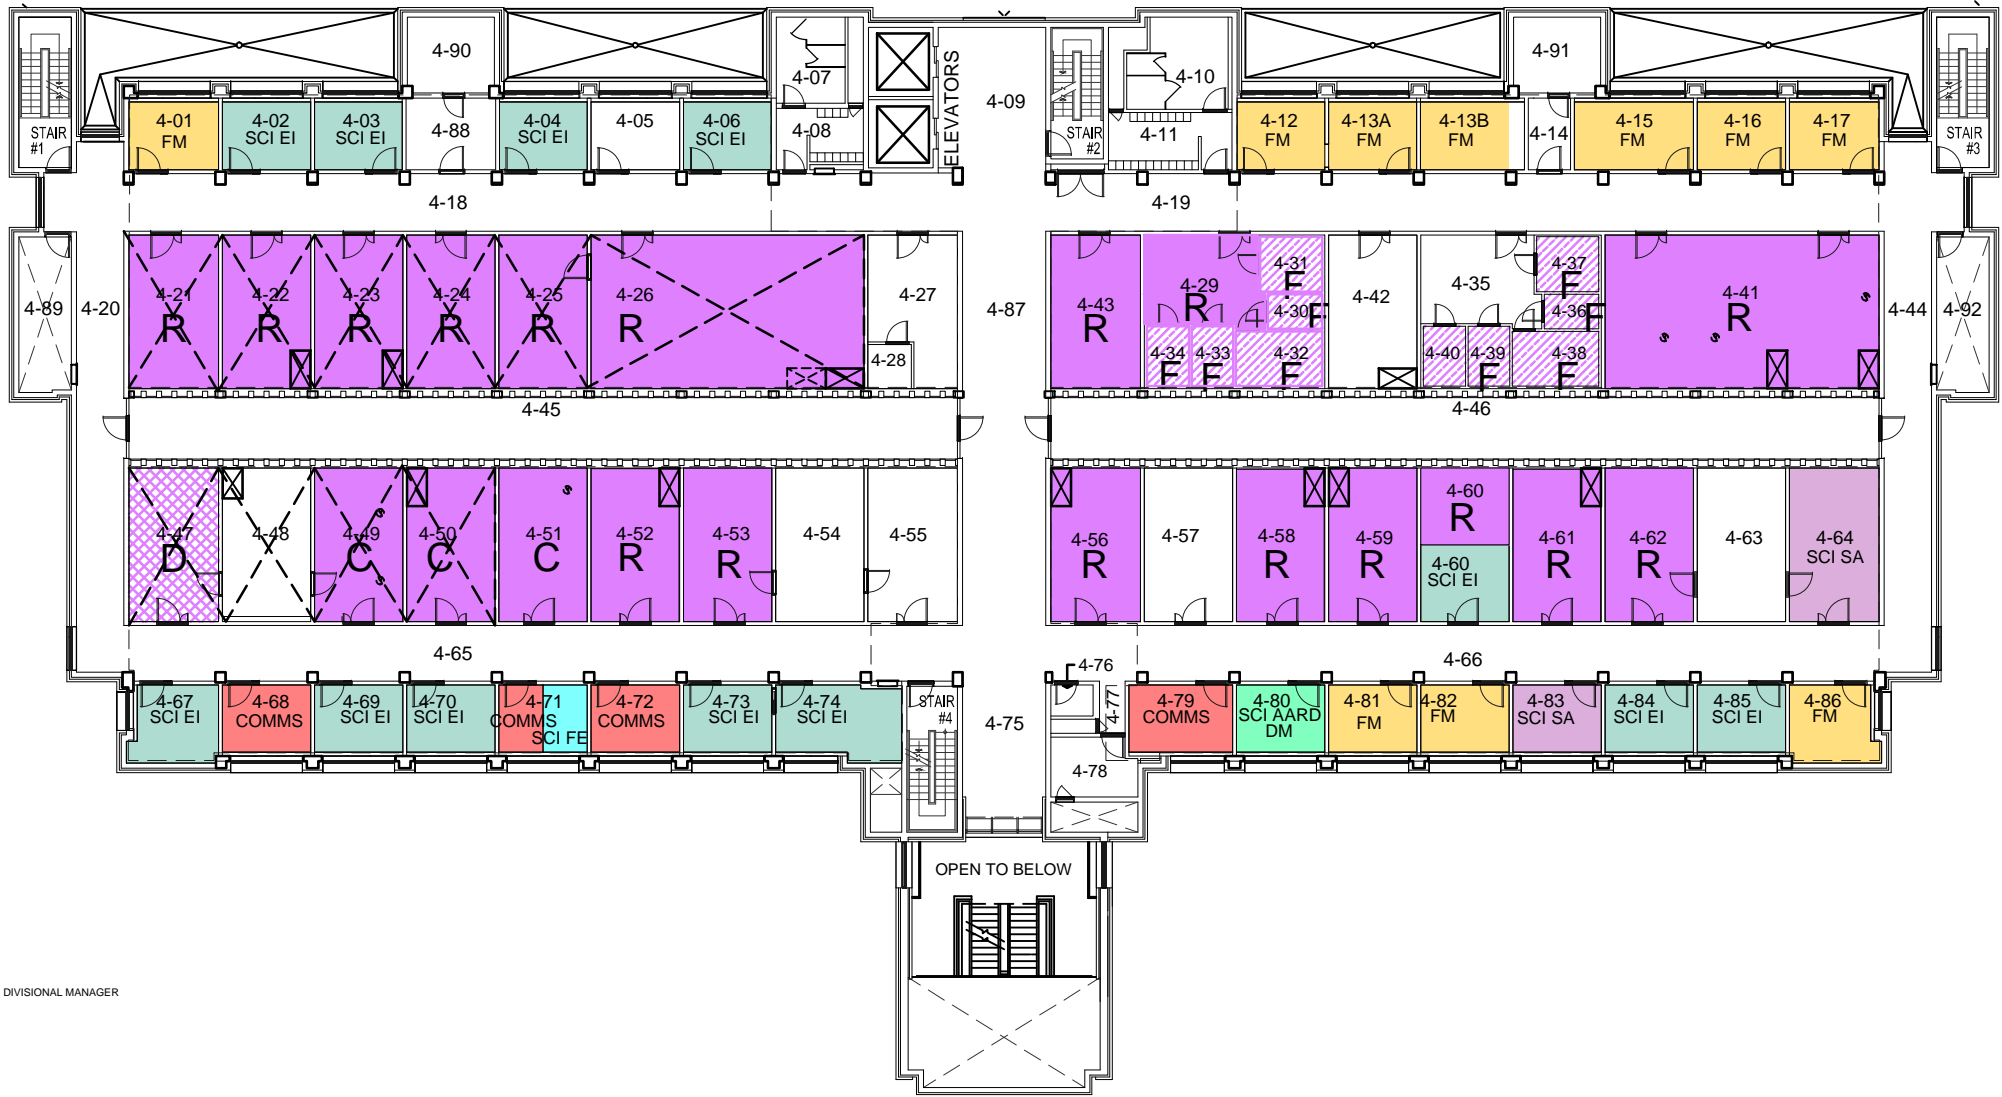 4-90
4-91
4-07
4-10
ELEVATORS
4-09
STAIR
#1
4-01
FM
4-02
SCI EI
4-03
SCI EI
4-88
4-04
SCI EI
4-05
4-06
SCI EI
4-08
STAIR
#2
4-11
4-12
FM
4-13A
FM
4-13B
FM
4-14
4-15
FM
4-16
FM
4-17
FM
STAIR
#3
4-18
4-19
4-89
4-20
4-21
R
4-22
R
4-23
R
4-24
R
4-25
R
4-26
R
4-27
4-28
4-87
4-43
R
4-29
R
4-31
F
4-30
F
4-34
F
4-33
F
4-32
F
4-42
4-35
4-37
F
4-36
F
4-40
4-39
F
4-38
F
4-41
R
S
S
S
4-44
4-92
4-45
4-46
4-47
D
4-48
4-49
C
S
S
4-50
C
4-51
C
S
4-52
R
4-53
R
4-54
4-55
4-56
R
4-57
4-58
R
4-59
R
4-60
R
4-60
SCI EI
4-61
R
4-62
R
4-63
4-64
SCI SA
4-65
4-66
4-67
SCI EI
4-68
COMMS
4-69
SCI EI
4-70
SCI EI
4-71
COMMS
SCI FE
4-72
COMMS
4-73
SCI EI
4-74
SCI EI
STAIR
#4
4-75
4-76
4-77
4-78
4-79
COMMS
4-80
SCI AARD
DM
4-81
FM
4-82
FM
4-83
SCI SA
4-84
SCI EI
4-85
SCI EI
4-86
FM
OPEN TO BELOW
DIVISIONAL MANAGER